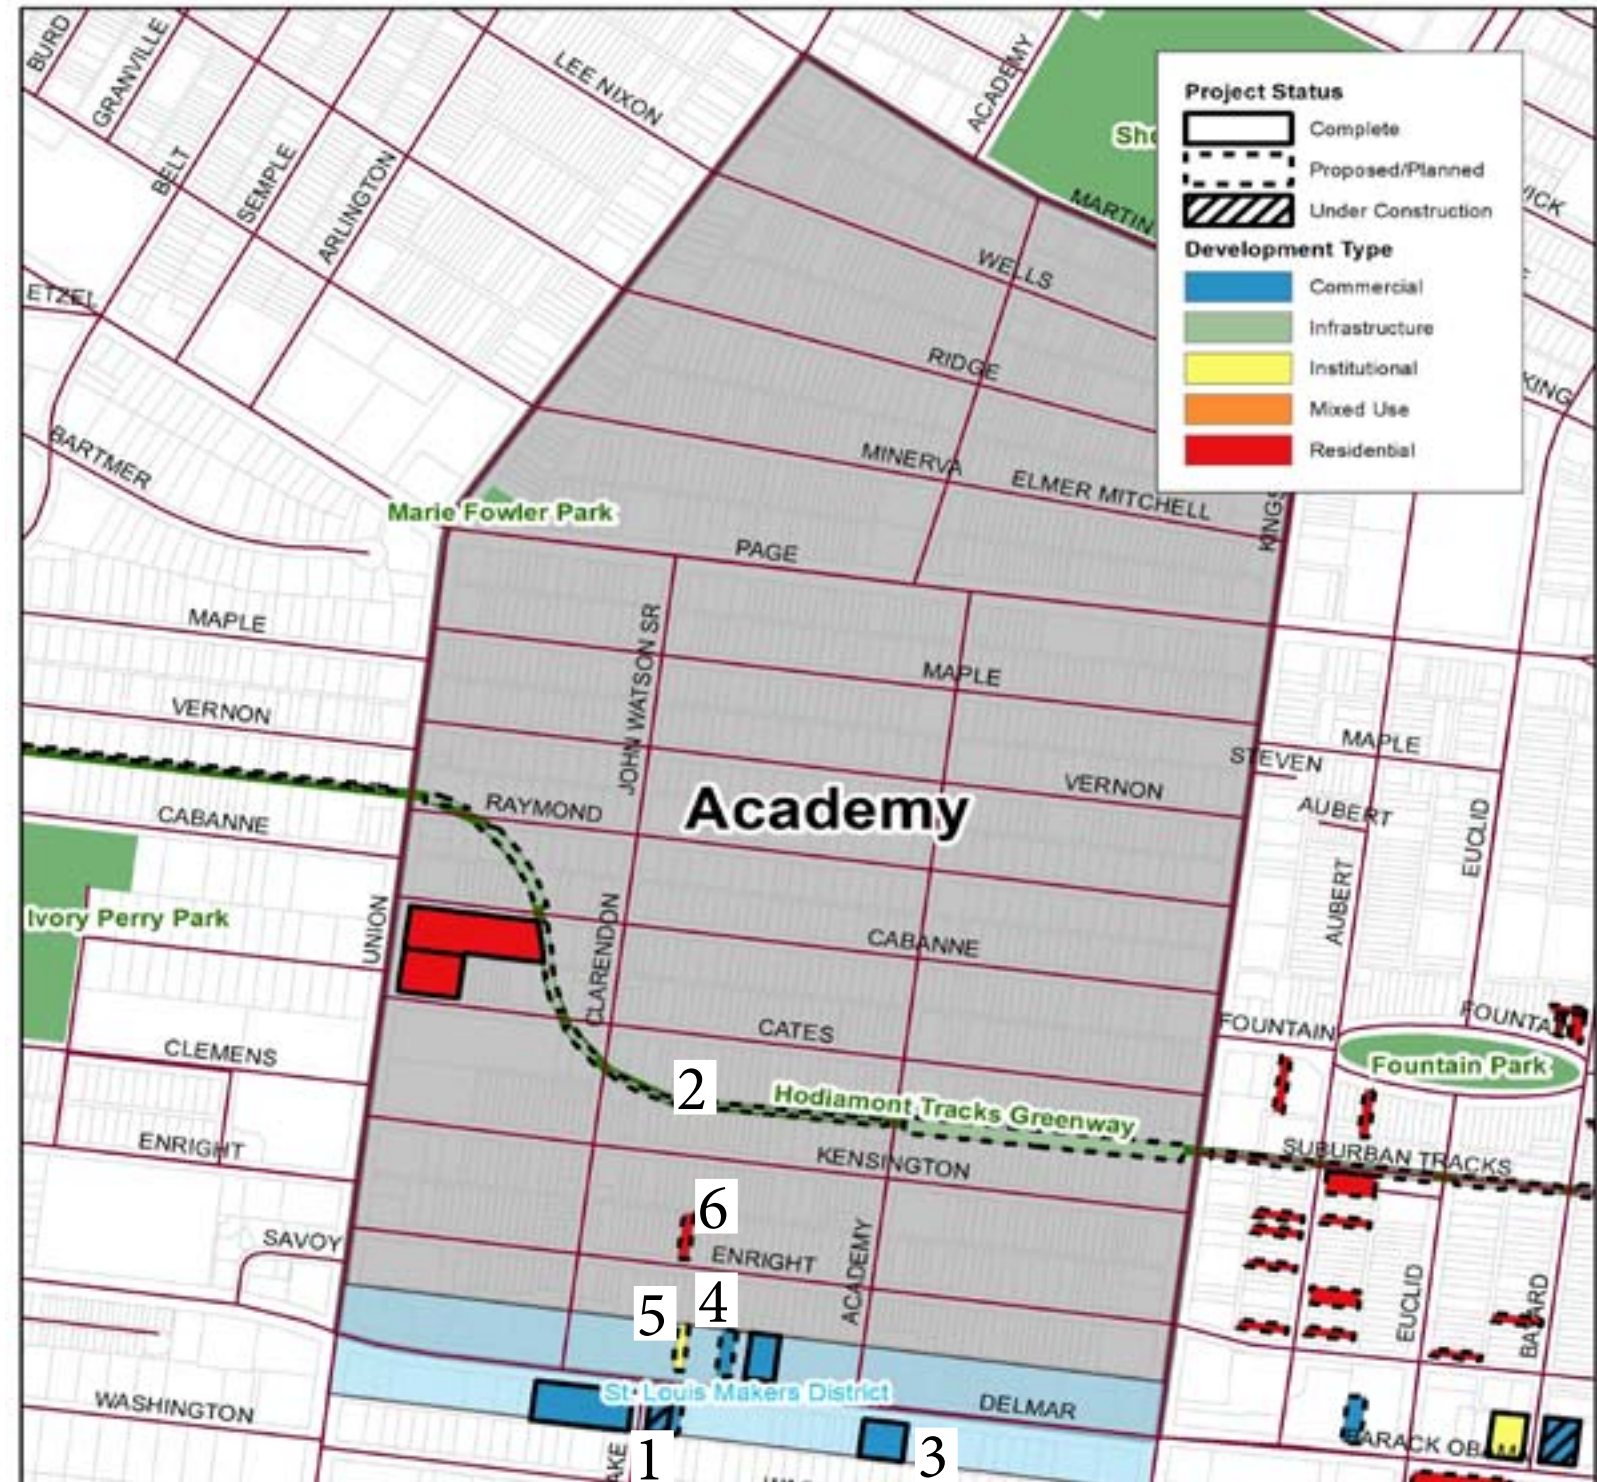 BURD
GRANVILLE
LEE NIXON
ACADEMY
BELT
SEMPLE
ARLINGTON
MARTIN
Project Status
Complete
Proposed/Planned
Under Construction
Development Type
Commercial
Infrastructure
Institutional
Mixed Use
Residential
KING
ETZEL
WELLS
RIDGE
MINERVA
ELMER MITCHELL
BARTMER
Marie Fowler Park
PAGE
MAPLE
JOHN WATSON SR
MAPLE
VERNON
MAPLE
STEVEN
VERNON
AUBERT
EUCLID
RAYMOND
Academy
CABANNE
AUBERT
Ivory Perry Park
UNION
CLARENDON
CABANNE
CATES
FOUNTAIN
CLEMENS
Fountain Park
2
Hodiamont Tracks Greenway
ENRIGHT
KENSINGTON
SUBURBAN TRACKS
6
SAVOY
ENRIGHT
ACADEMY
EUCLID
5
4
St. Louis Makers District
DELMAR
WASHINGTON
1
3